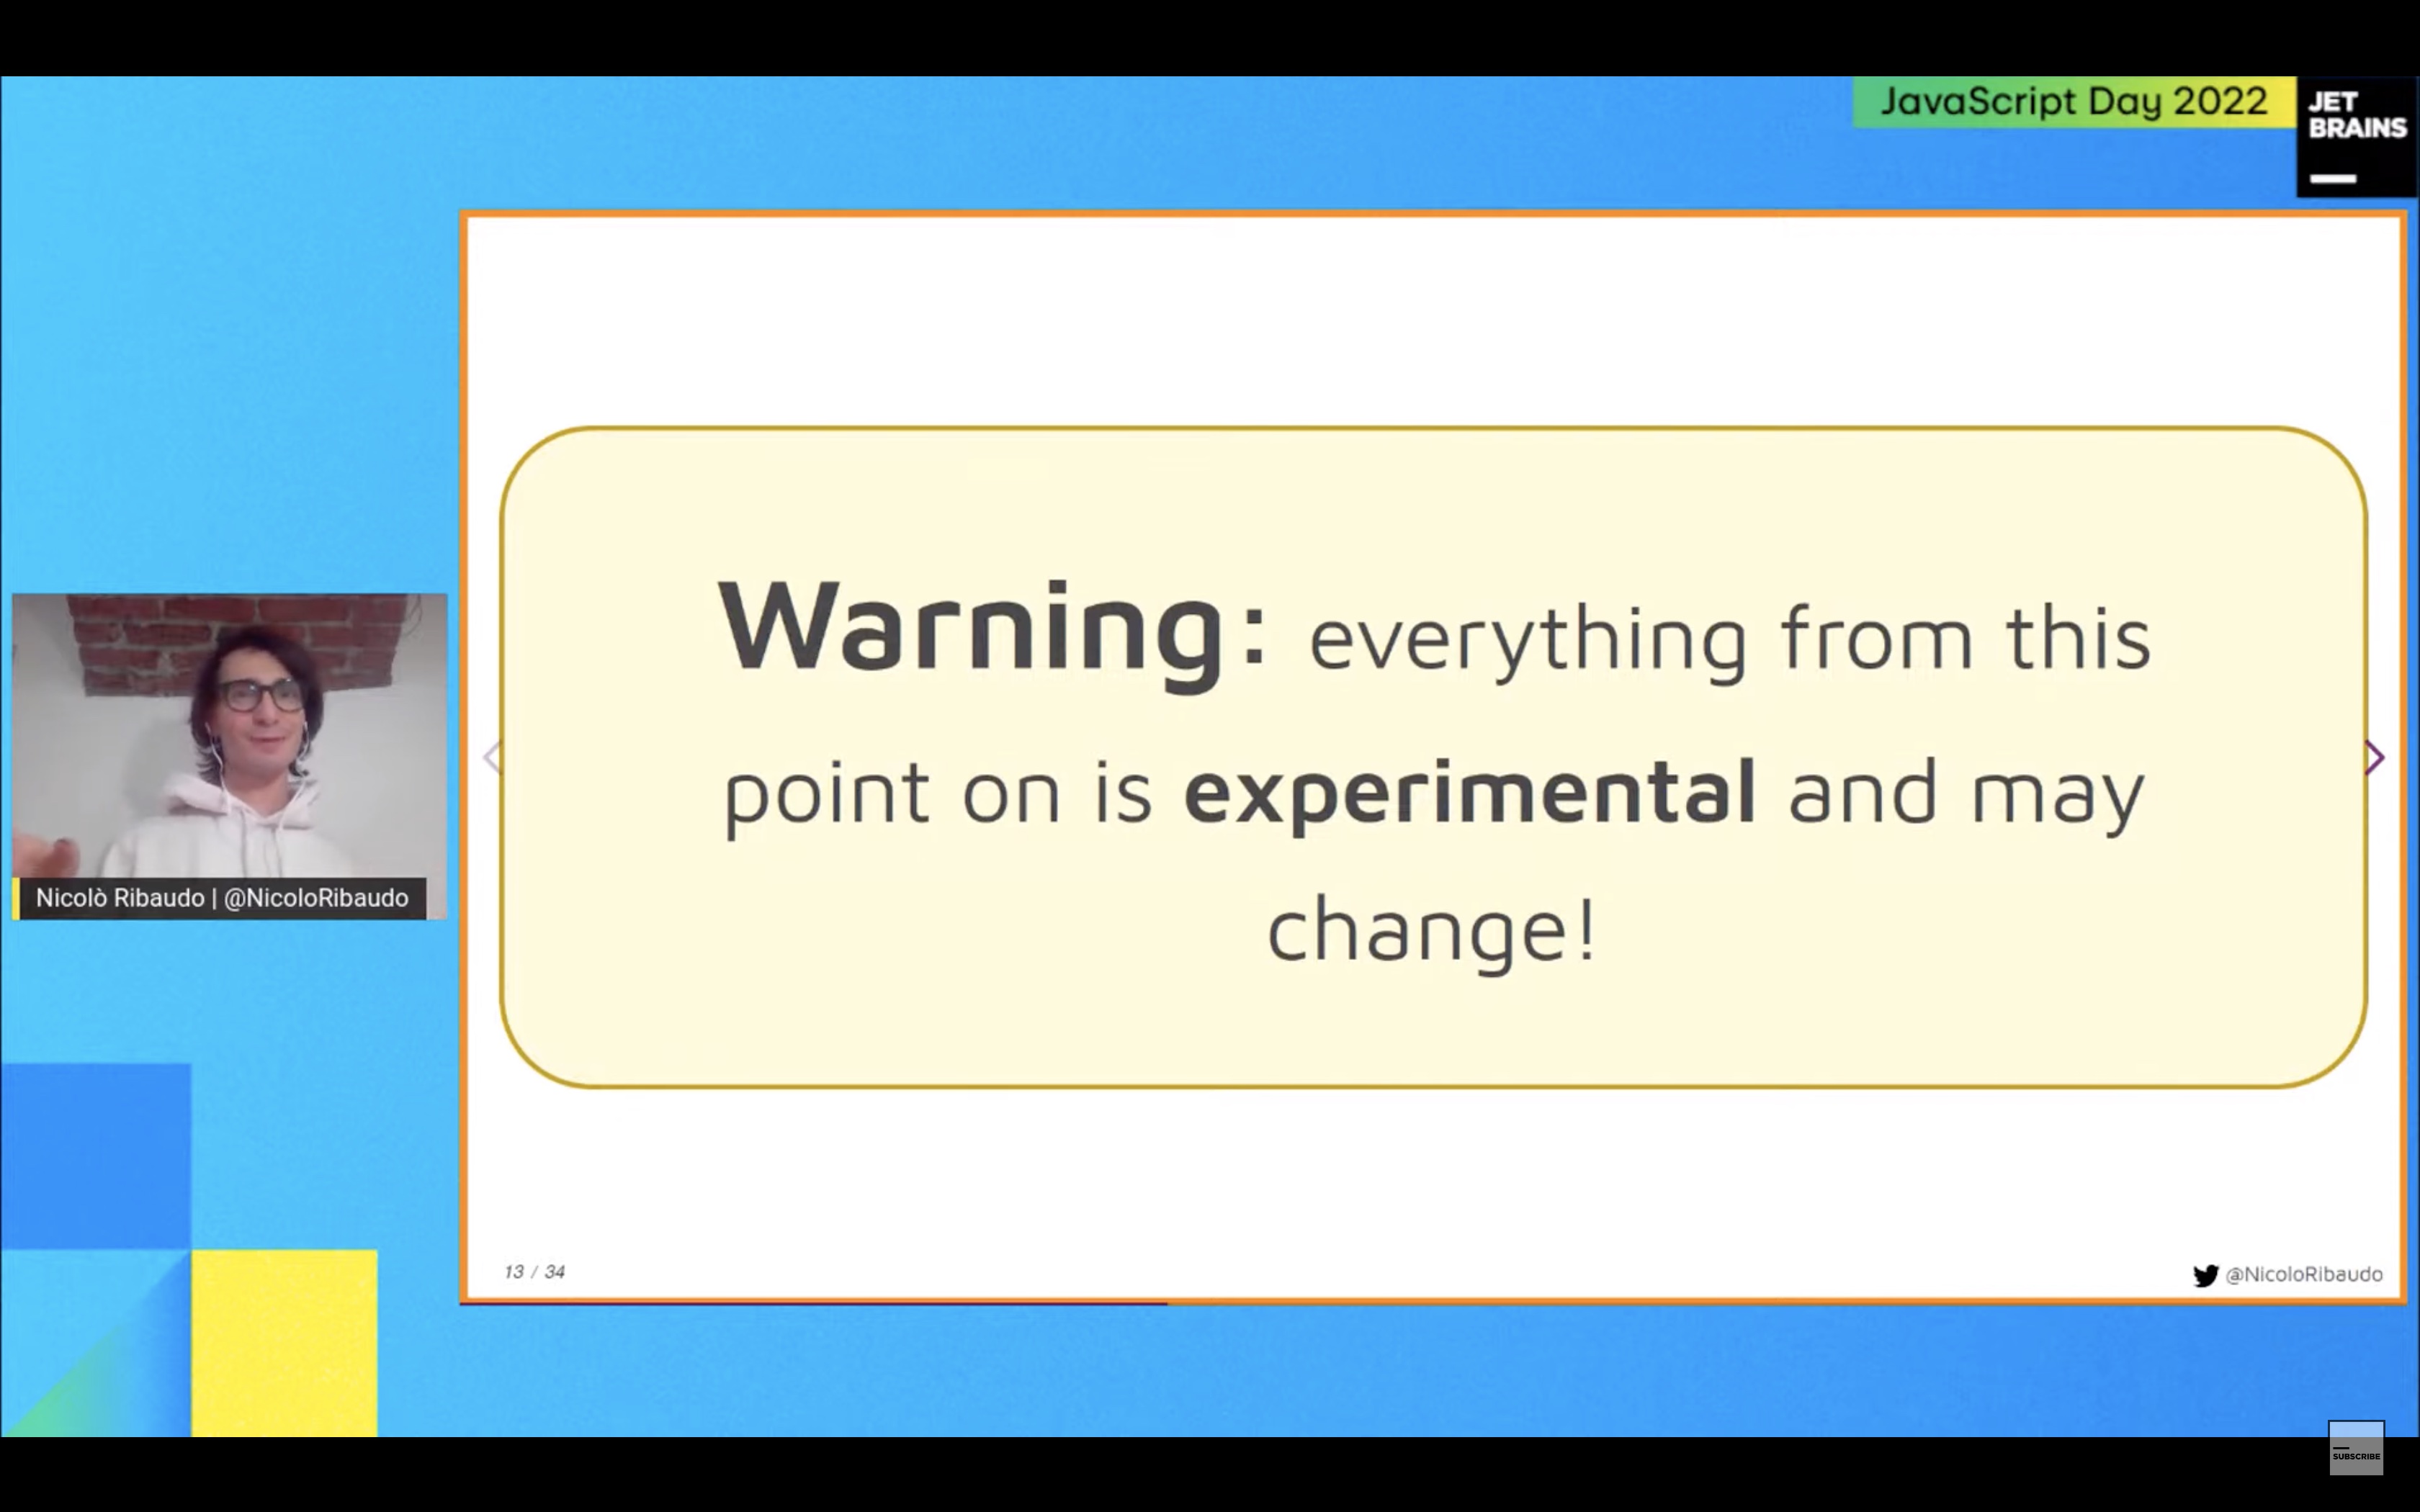 JavaScript Day 2022
JET
BRAINS
Warning: everything from this
point on is experimental and may
change!
Nicolò Ribaudo | @NicoloRibaudo
13 / 34
@NicoloRibaudo
SUBSCRIBE